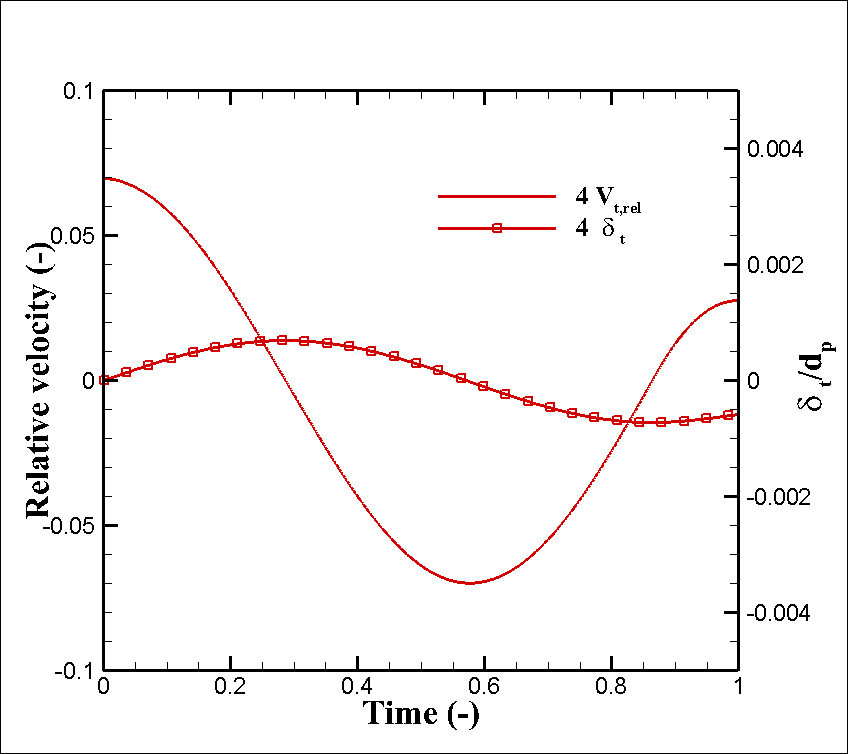 0.1
0.05
0
-0.05
-0.1
Relative velocity (-)
4 Vt,rel
4 δt
0.004
0.002
0
-0.002
-0.004
δt/dp
0 0.2 0.4 0.6 0.8 1
Time (-)